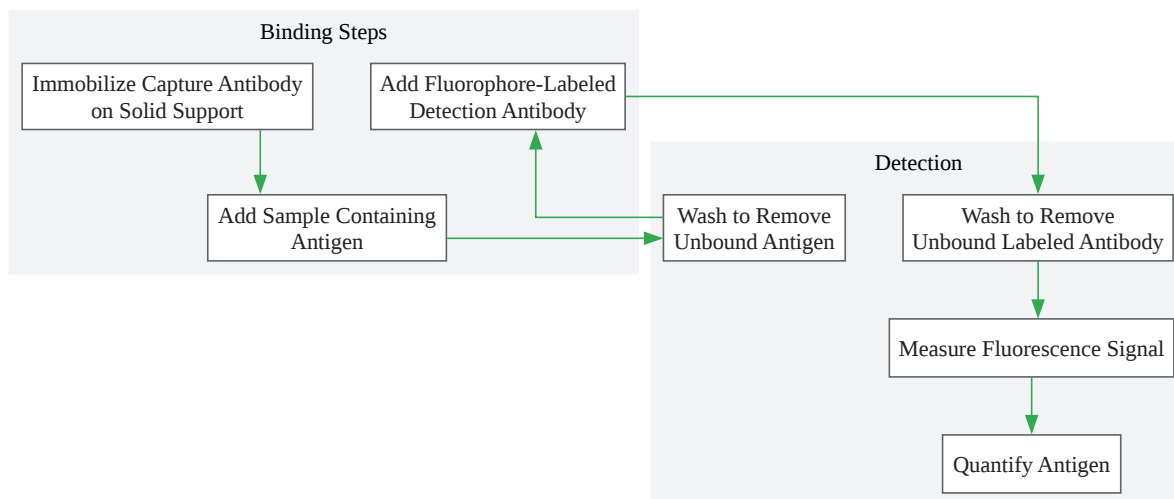 Binding Steps
Immobilize Capture Antibody
on Solid Support
Add Fluorophore-Labeled
Detection Antibody
Detection
Add Sample Containing
Antigen
Wash to Remove
Unbound Antigen
Wash to Remove
Unbound Labeled Antibody
Measure Fluorescence Signal
Quantify Antigen